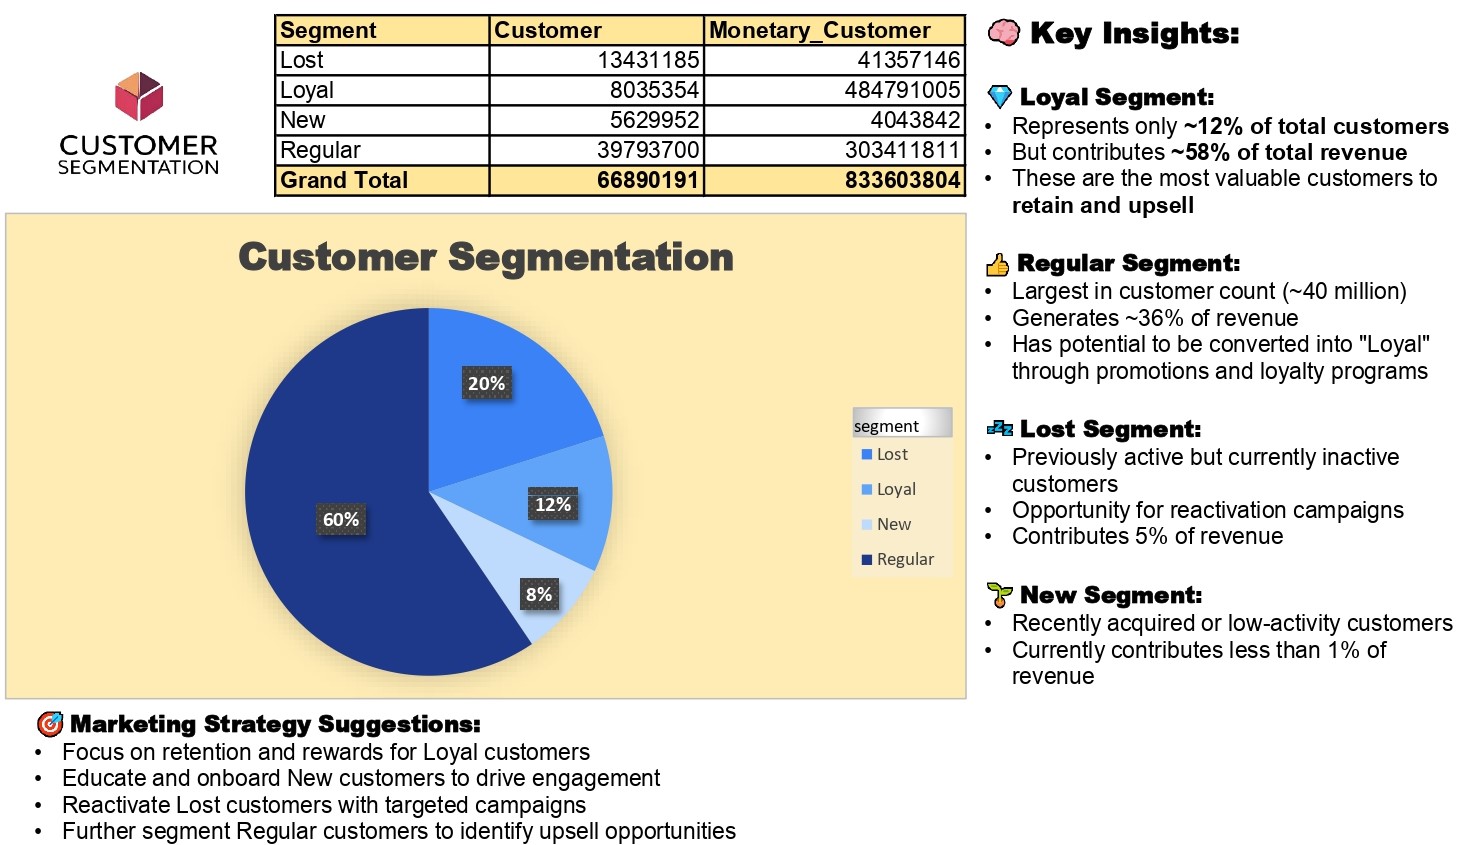 CUSTOMER
SEGMENTATION
Segment Customer Monetary_Customer
Lost 13431185 41357146
Loyal 8035354 484791005
New 5629952 4043842
Regular 39793700 303411811
Grand Total 66890191 833603804
Customer Segmentation
20%
12%
8%
60%
segment
Lost
Loyal
New
Regular
Key Insights:
Loyal Segment:
• Represents only ~12% of total customers
• But contributes ~58% of total revenue
• These are the most valuable customers to
retain and upsell
Regular Segment:
• Largest in customer count (~40 million)
• Generates ~36% of revenue
• Has potential to be converted into "Loyal"
through promotions and loyalty programs
Lost Segment:
• Previously active but currently inactive
customers
• Opportunity for reactivation campaigns
• Contributes 5% of revenue
New Segment:
• Recently acquired or low-activity customers
• Currently contributes less than 1% of
revenue
Marketing Strategy Suggestions:
• Focus on retention and rewards for Loyal customers
• Educate and onboard New customers to drive engagement
• Reactivate Lost customers with targeted campaigns
• Further segment Regular customers to identify upsell opportunities